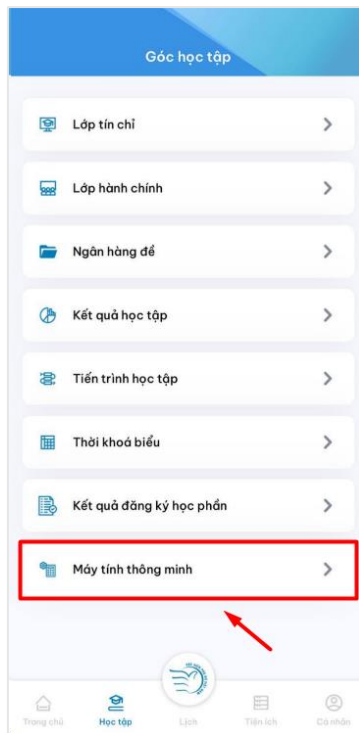 Góc học tập
Lớp tín chỉ
Lớp hành chính
Ngân hàng đề
Kết quả học tập
Tiến trình học tập
Thời khoá biểu
Kết quả đăng ký học phần
Máy tính thông minh
Trang chủ
Học tập
Lịch
Tiện ích
Cá nhân